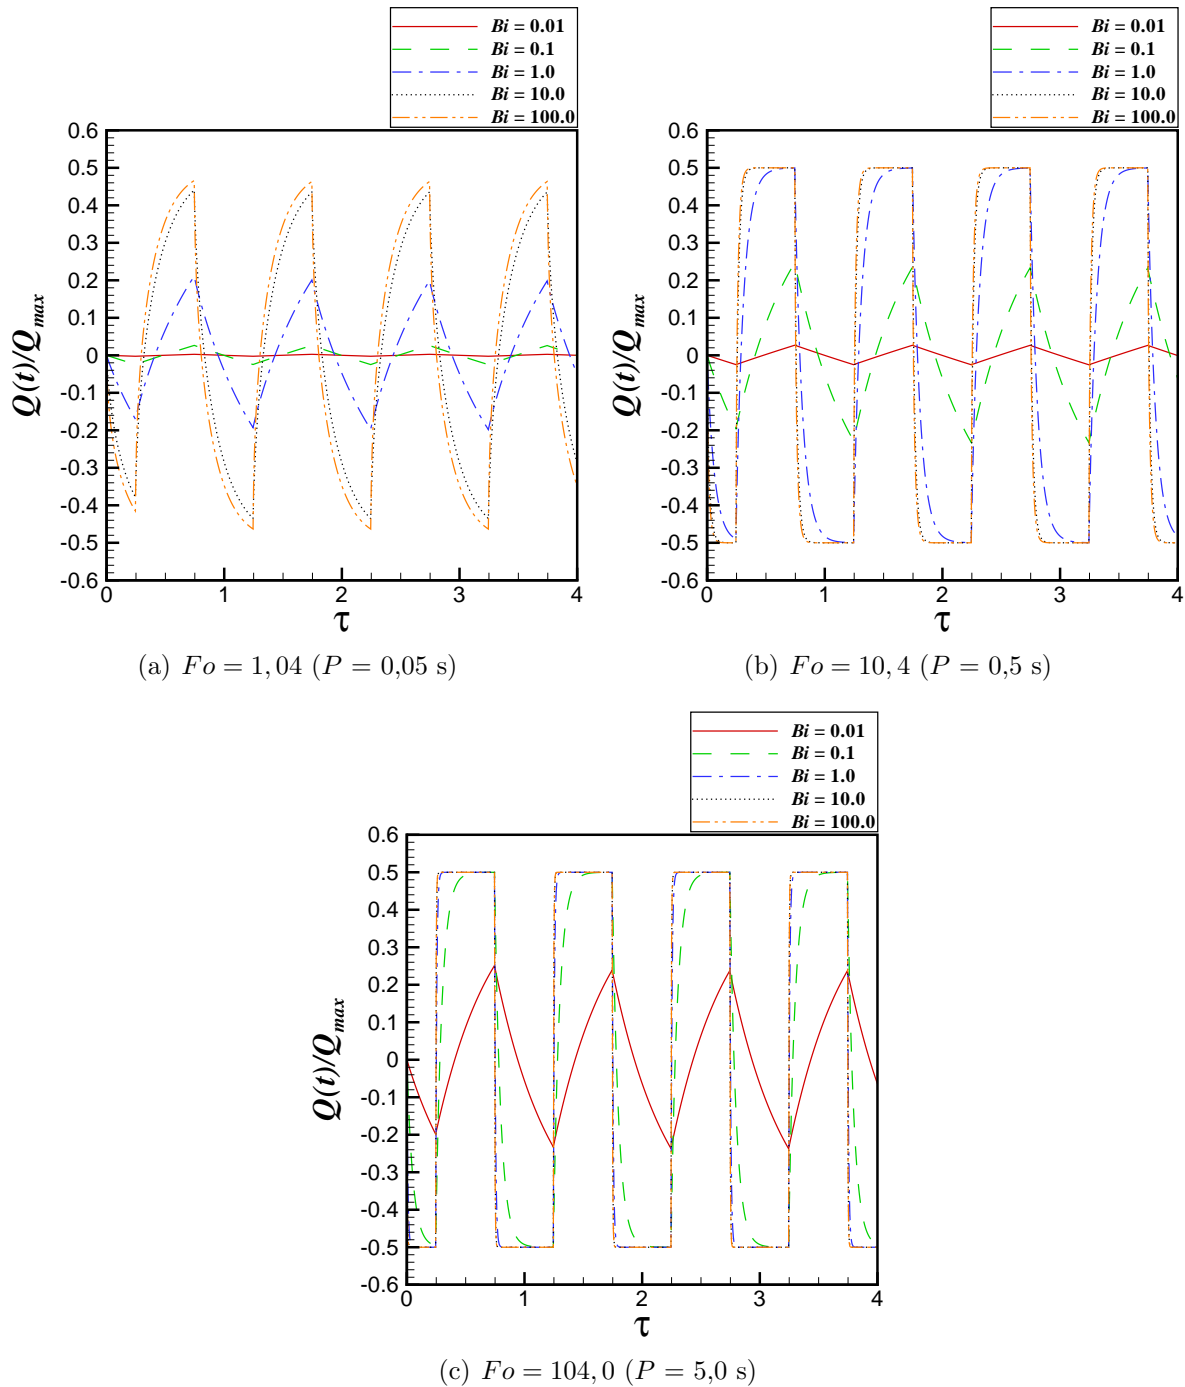 Bi = 0.01
Bi = 0.1
Bi = 1.0
Bi = 10.0
Bi = 100.0
0.6
0.5
0.4
0.3
0.2
0.1
0
-0.1
-0.2
-0.3
-0.4
-0.5
-0.6
Q(t)/Q_max
0 1 2 3 4
τ
(a) Fo = 1,04 (P = 0,05 s)
Bi = 0.01
Bi = 0.1
Bi = 1.0
Bi = 10.0
Bi = 100.0
0.6
0.5
0.4
0.3
0.2
0.1
0
-0.1
-0.2
-0.3
-0.4
-0.5
-0.6
Q(t)/Q_max
0 1 2 3 4
τ
(b) Fo = 10,4 (P = 0,5 s)
Bi = 0.01
Bi = 0.1
Bi = 1.0
Bi = 10.0
Bi = 100.0
0.6
0.5
0.4
0.3
0.2
0.1
0
-0.1
-0.2
-0.3
-0.4
-0.5
-0.6
Q(t)/Q_max
0 1 2 3 4
τ
(c) Fo = 104,0 (P = 5,0 s)